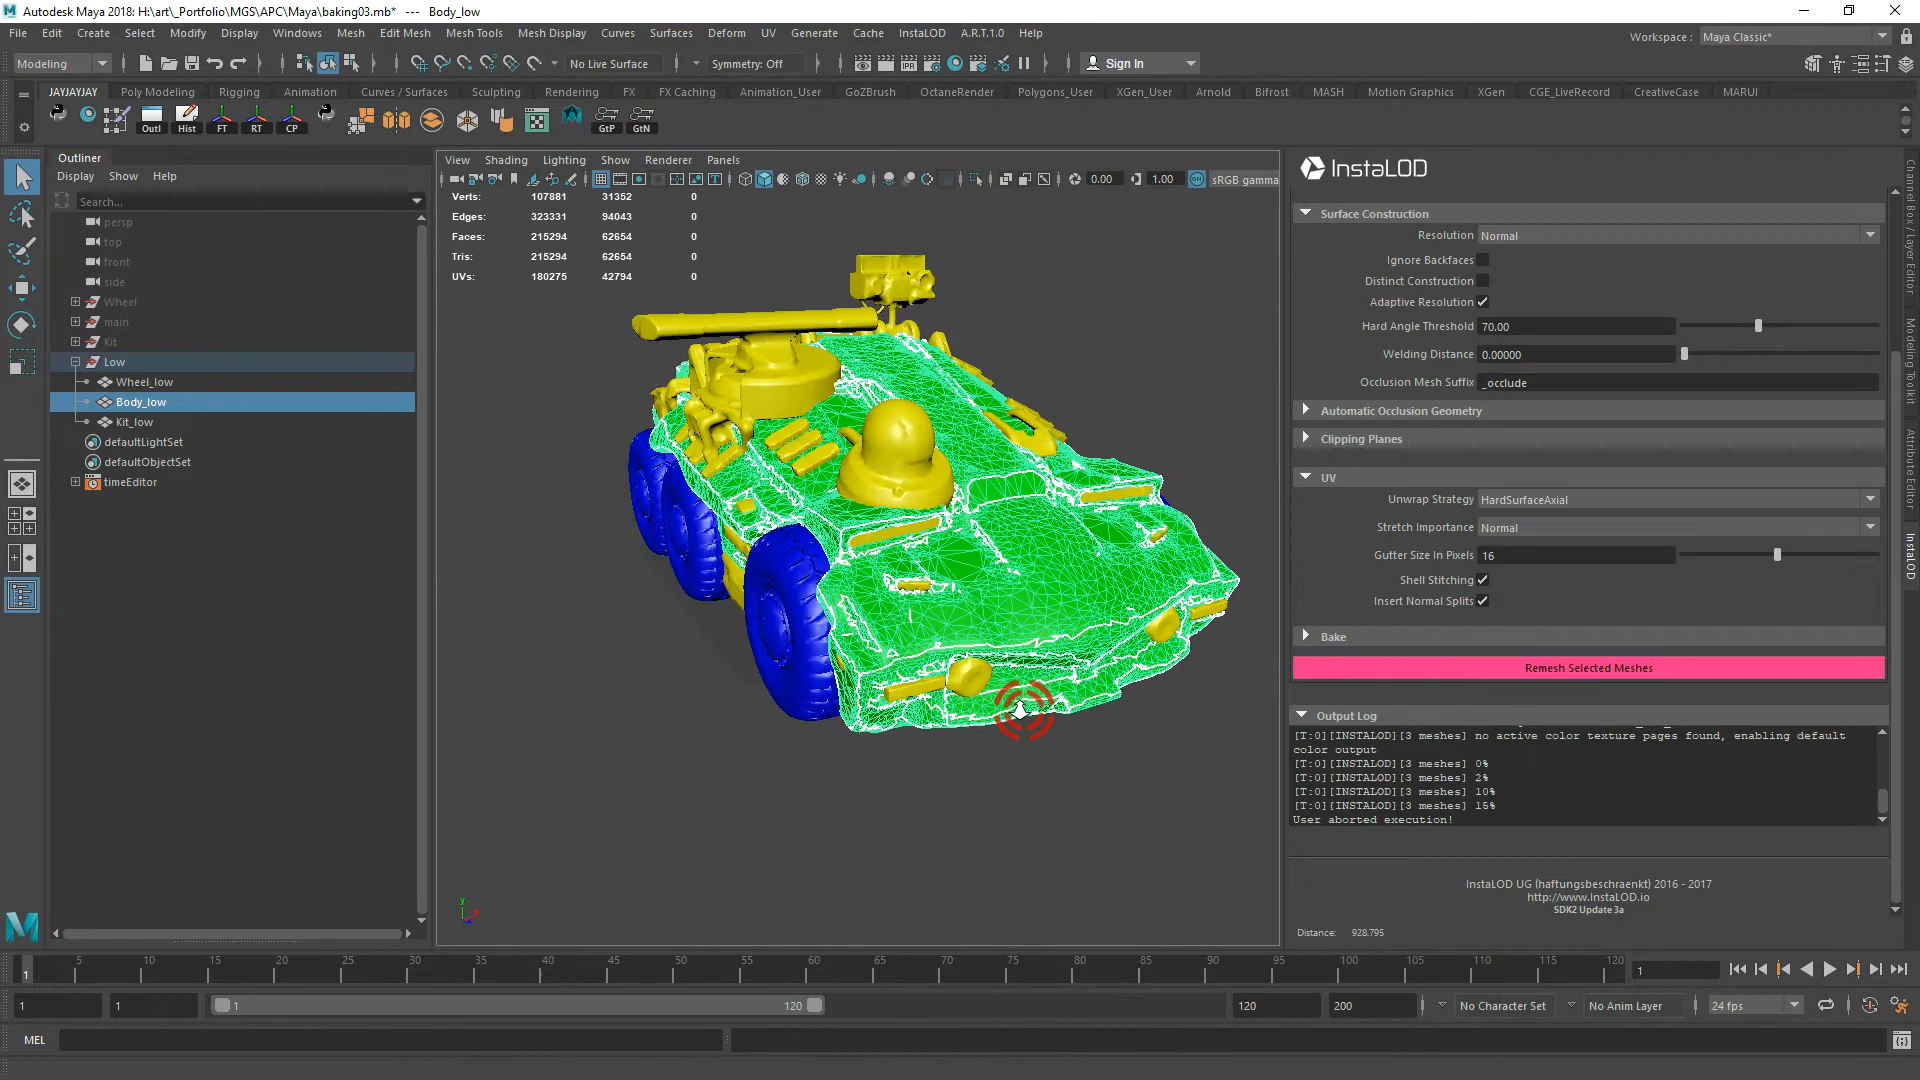 Autodesk Maya 2018: H:\art\_Portfolio\MGS\APC\Maya\baking03.mb* --- Body_low
File Edit Create Select Modify Display Windows Mesh Edit Mesh Mesh Tools Mesh Display Curves Surfaces Deform UV Generate Cache InstaLOD A.R.T.1.0 Help
Workspace : Maya Classic*
Modeling No Live Surface Symmetry: Off IPR Sign In
JAYJAYJAY Poly Modeling Rigging Animation Curves / Surfaces Sculpting Rendering FX FX Caching Animation_User GoZBrush OctaneRender Polygons_User XGen_User Arnold Bifrost MASH Motion Graphics XGen CGE_LiveRecord CreativeCase MARUI
Outl Hist FT RT CP GtP GtN
Outliner
Display Show Help
Search...
persp
top
front
side
Wheel
main
Kit
Low
Wheel_low
Body_low
Kit_low
defaultLightSet
defaultObjectSet
timeEditor
View Shading Lighting Show Renderer Panels
0.00 1.00 sRGB gamma
Verts: 107881 31352 0
Edges: 323331 94043 0
Faces: 215294 62654 0
Tris: 215294 62654 0
UVs: 180275 42794 0
y
InstaLOD
Surface Construction
Resolution Normal
Ignore Backfaces
Distinct Construction
Adaptive Resolution
Hard Angle Threshold 70.00
Welding Distance 0.00000
Occlusion Mesh Suffix _occlude
Automatic Occlusion Geometry
Clipping Planes
UV
Unwrap Strategy HardSurfaceAxial
Stretch Importance Normal
Gutter Size In Pixels 16
Shell Stitching
Insert Normal Splits
Bake
Remesh Selected Meshes
Output Log
[T:0][INSTALOD][3 meshes] no active color texture pages found, enabling default
color output
[T:0][INSTALOD][3 meshes] 0%
[T:0][INSTALOD][3 meshes] 2%
[T:0][INSTALOD][3 meshes] 10%
[T:0][INSTALOD][3 meshes] 15%
User aborted execution!
InstaLOD UG (haftungsbeschraenkt) 2016 - 2017
http://www.InstaLOD.io
SDK2 Update 3a
Distance: 928.795
Channel Box / Layer Editor
Modeling Toolkit
Attribute Editor
InstaLOD
1 5 10 15 20 25 30 35 40 45 50 55 60 65 70 75 80 85 90 95 100 105 110 115 120 1
1 1 1 120 120 200 No Character Set No Anim Layer 24 fps
MEL